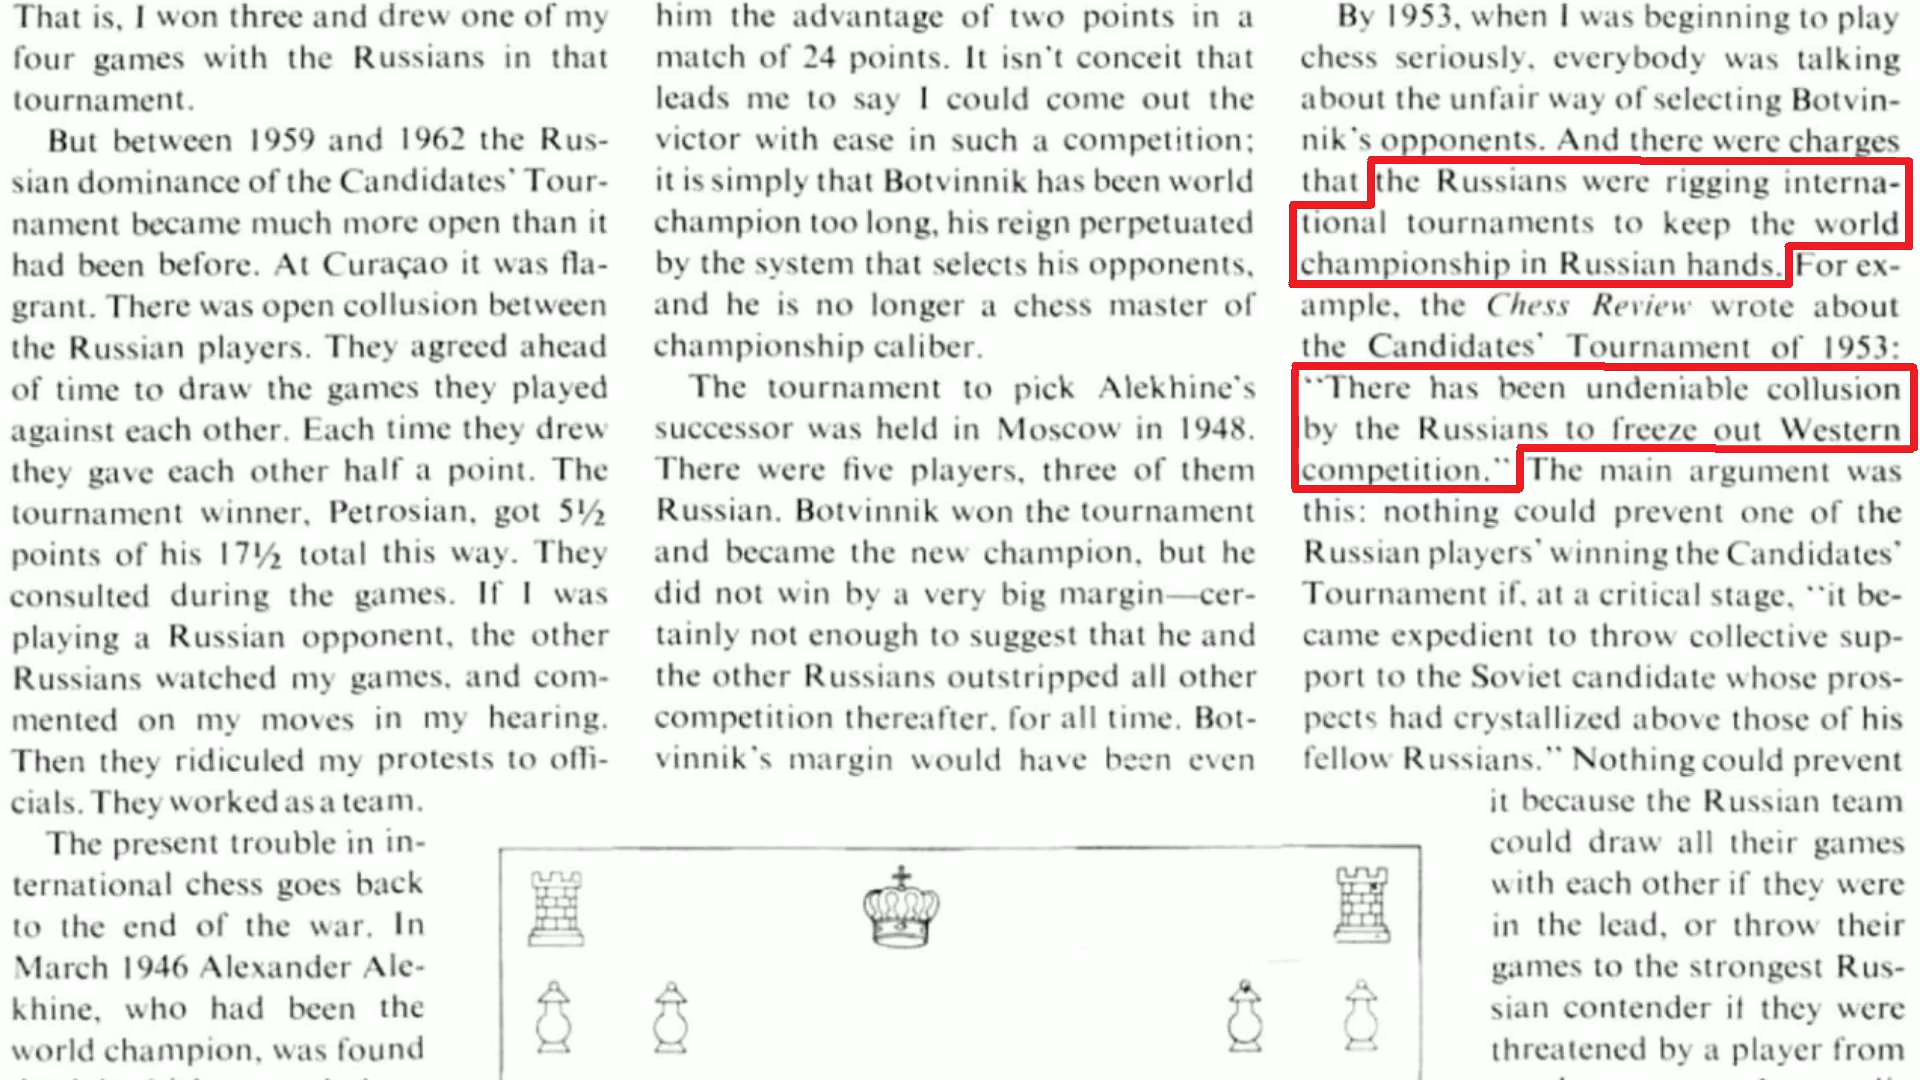 That is, I won three and drew one of my
four games with the Russians in that
tournament.
But between 1959 and 1962 the Rus-
sian dominance of the Candidates' Tour-
nament became much more open than it
had been before. At Curaçao it was fla-
grant. There was open collusion between
the Russian players. They agreed ahead
of time to draw the games they played
against each other. Each time they drew
they gave each other half a point. The
tournament winner, Petrosian, got 5½
points of his 17½ total this way. They
consulted during the games. If I was
playing a Russian opponent, the other
Russians watched my games, and com-
mented on my moves in my hearing.
Then they ridiculed my protests to offi-
cials. They worked as a team.
The present trouble in in-
ternational chess goes back
to the end of the war. In
March 1946 Alexander Ale-
khine, who had been the
world champion, was found
him the advantage of two points in a
match of 24 points. It isn't conceit that
leads me to say I could come out the
victor with ease in such a competition;
it is simply that Botvinnik has been world
champion too long, his reign perpetuated
by the system that selects his opponents,
and he is no longer a chess master of
championship caliber.
The tournament to pick Alekhine's
successor was held in Moscow in 1948.
There were five players, three of them
Russian. Botvinnik won the tournament
and became the new champion, but he
did not win by a very big margin—cer-
tainly not enough to suggest that he and
the other Russians outstripped all other
competition thereafter, for all time. Bot-
vinnik's margin would have been even
By 1953, when I was beginning to play
chess seriously, everybody was talking
about the unfair way of selecting Botvin-
nik's opponents. And there were charges
that the Russians were rigging interna-
tional tournaments to keep the world
championship in Russian hands. For ex-
ample, the Chess Review wrote about
the Candidates' Tournament of 1953:
"There has been undeniable collusion
by the Russians to freeze out Western
competition." The main argument was
this: nothing could prevent one of the
Russian players' winning the Candidates'
Tournament if, at a critical stage, "it be-
came expedient to throw collective sup-
port to the Soviet candidate whose pros-
pects had crystallized above those of his
fellow Russians." Nothing could prevent
it because the Russian team
could draw all their games
with each other if they were
in the lead, or throw their
games to the strongest Rus-
sian contender if they were
threatened by a player from